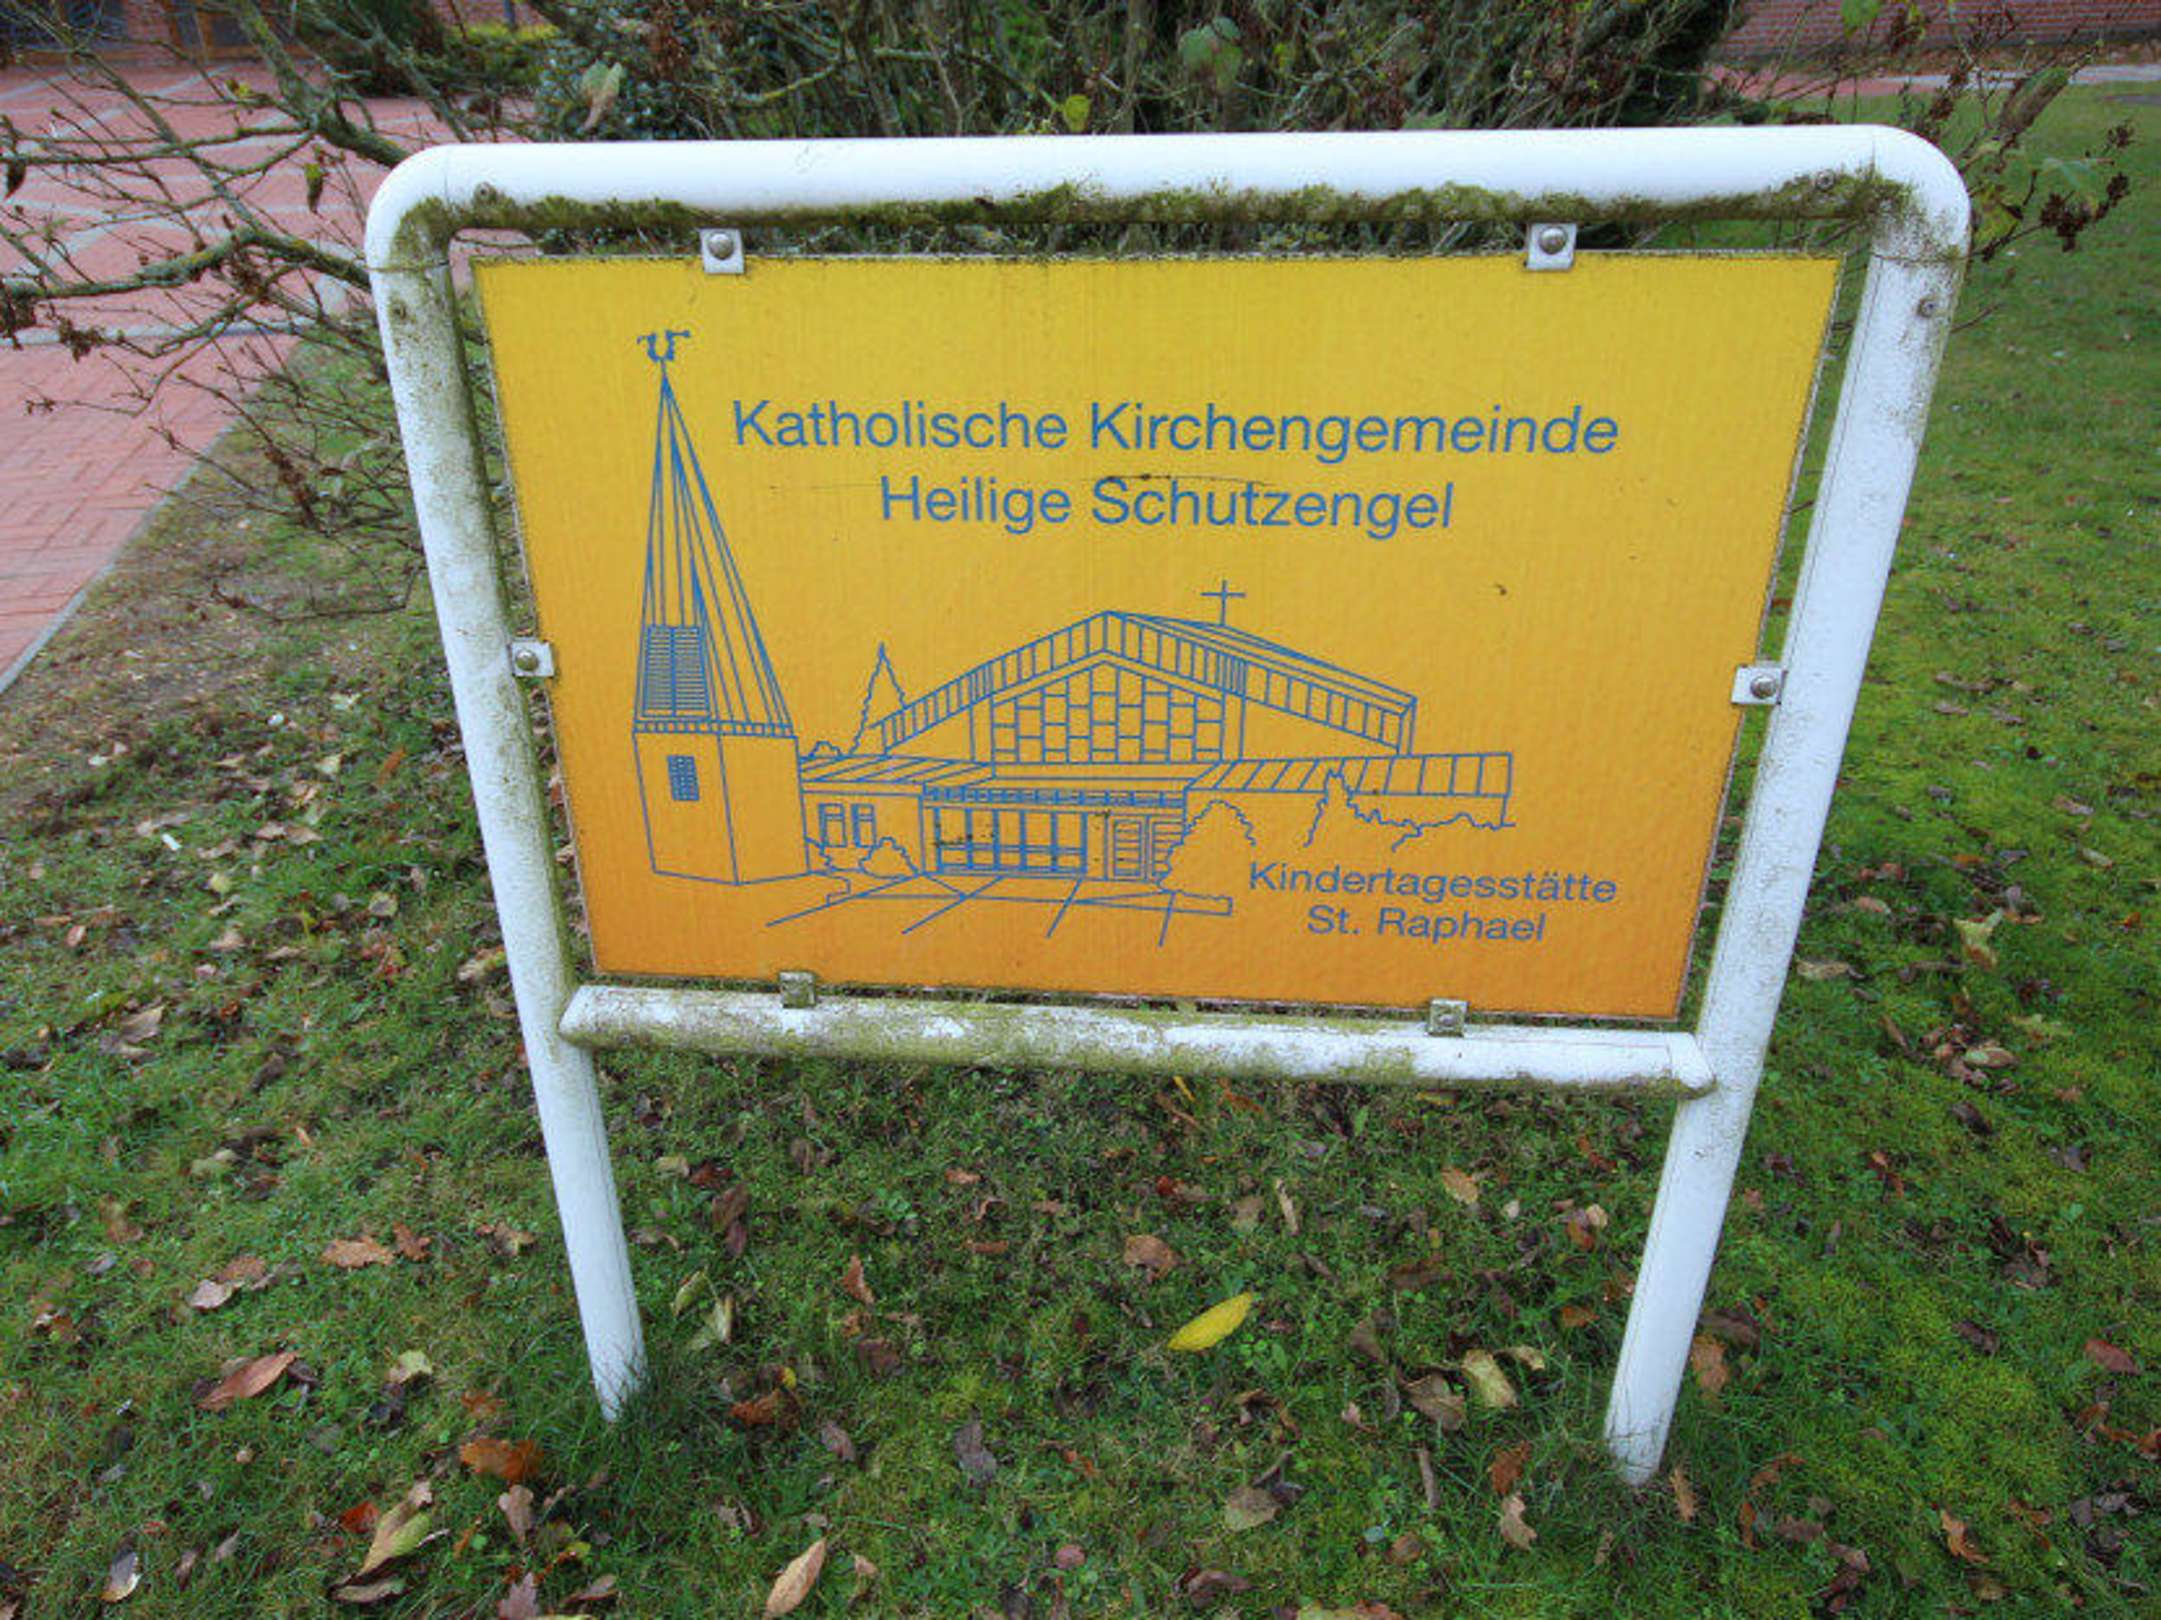 Katholische Kirchengemeinde
Heilige Schutzengel
Kindertagesstätte
St. Raphael